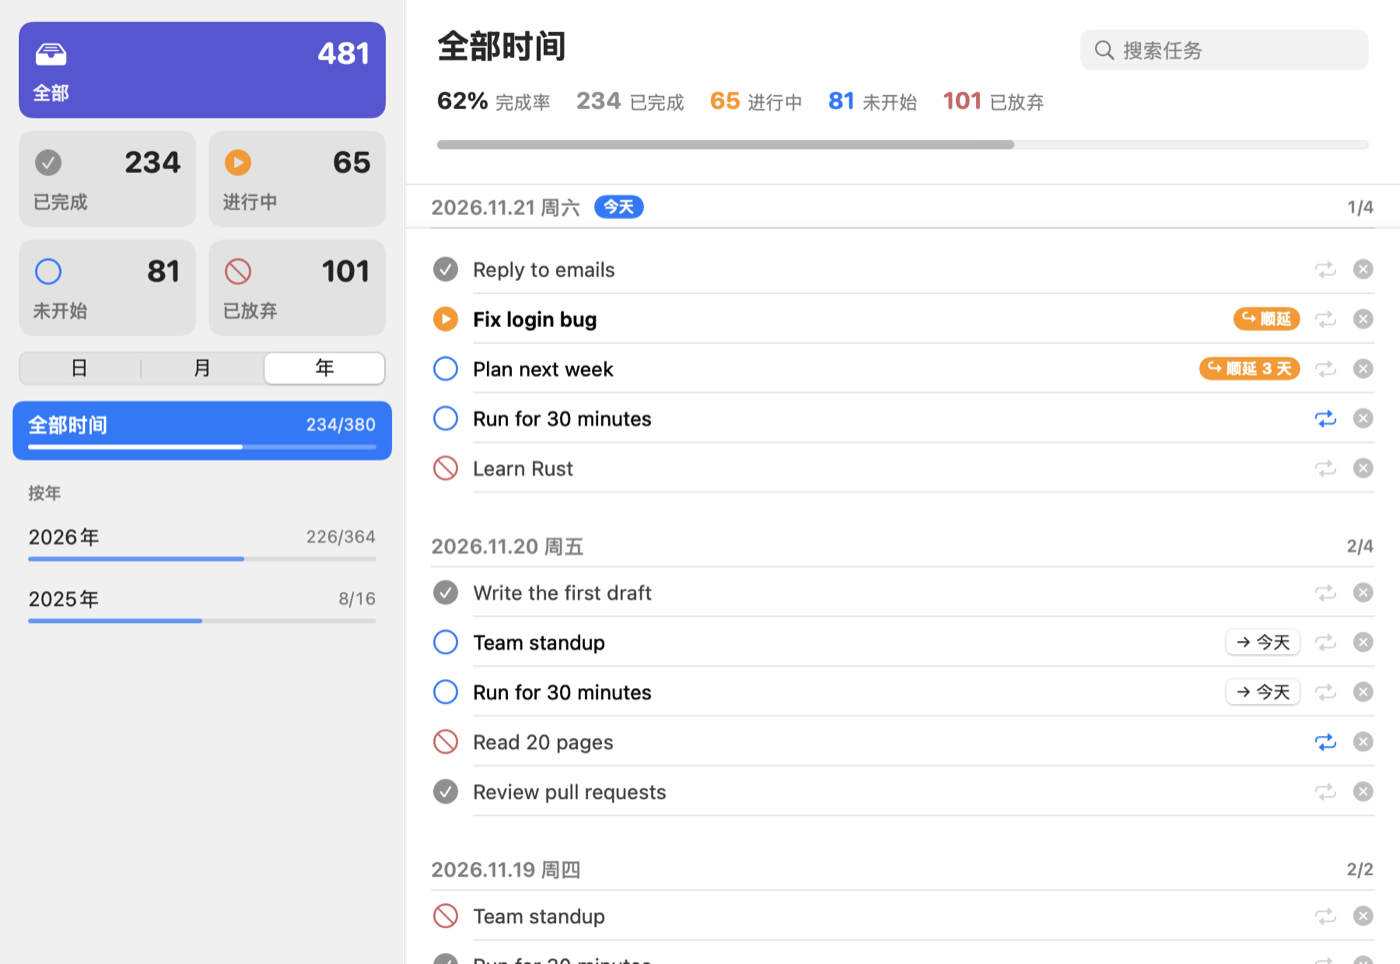 481
全部
234
已完成
65
进行中
81
未开始
101
已放弃
日 月 年
全部时间 234/380
按年
2026年 226/364
2025年 8/16
全部时间
搜索任务
62% 完成率 234 已完成 65 进行中 81 未开始 101 已放弃
2026.11.21 周六 今天 1/4
Reply to emails
Fix login bug 顺延
Plan next week 顺延 3 天
Run for 30 minutes
Learn Rust
2026.11.20 周五 2/4
Write the first draft
Team standup → 今天
Run for 30 minutes → 今天
Read 20 pages
Review pull requests
2026.11.19 周四 2/2
Team standup
Run for 30 minutes